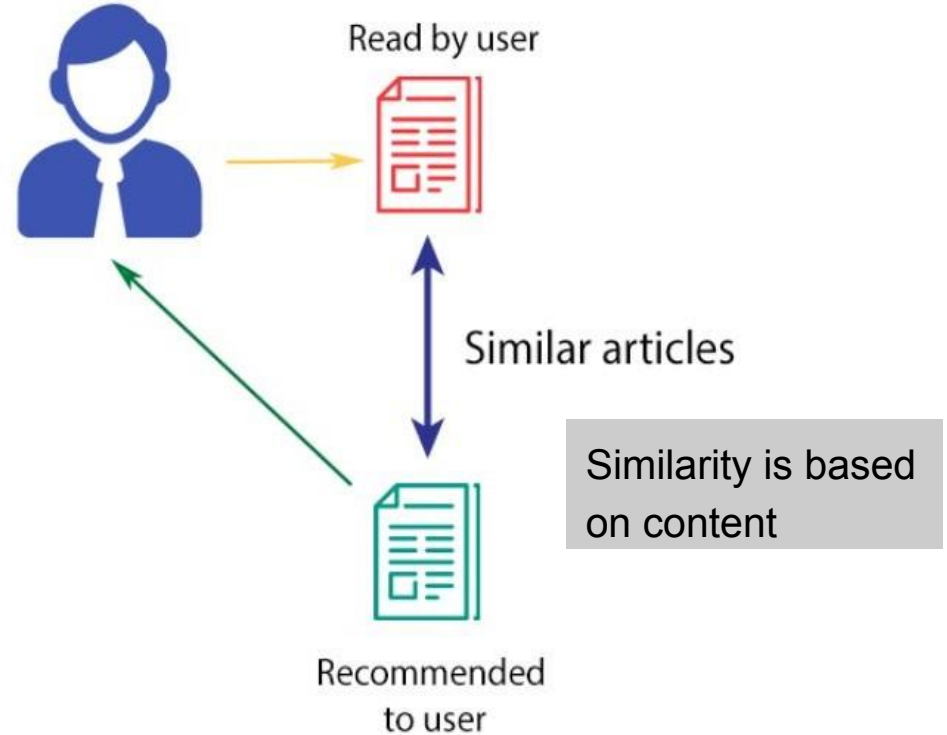 Read by user
Similar articles
Similarity is based
on content
Recommended
to user